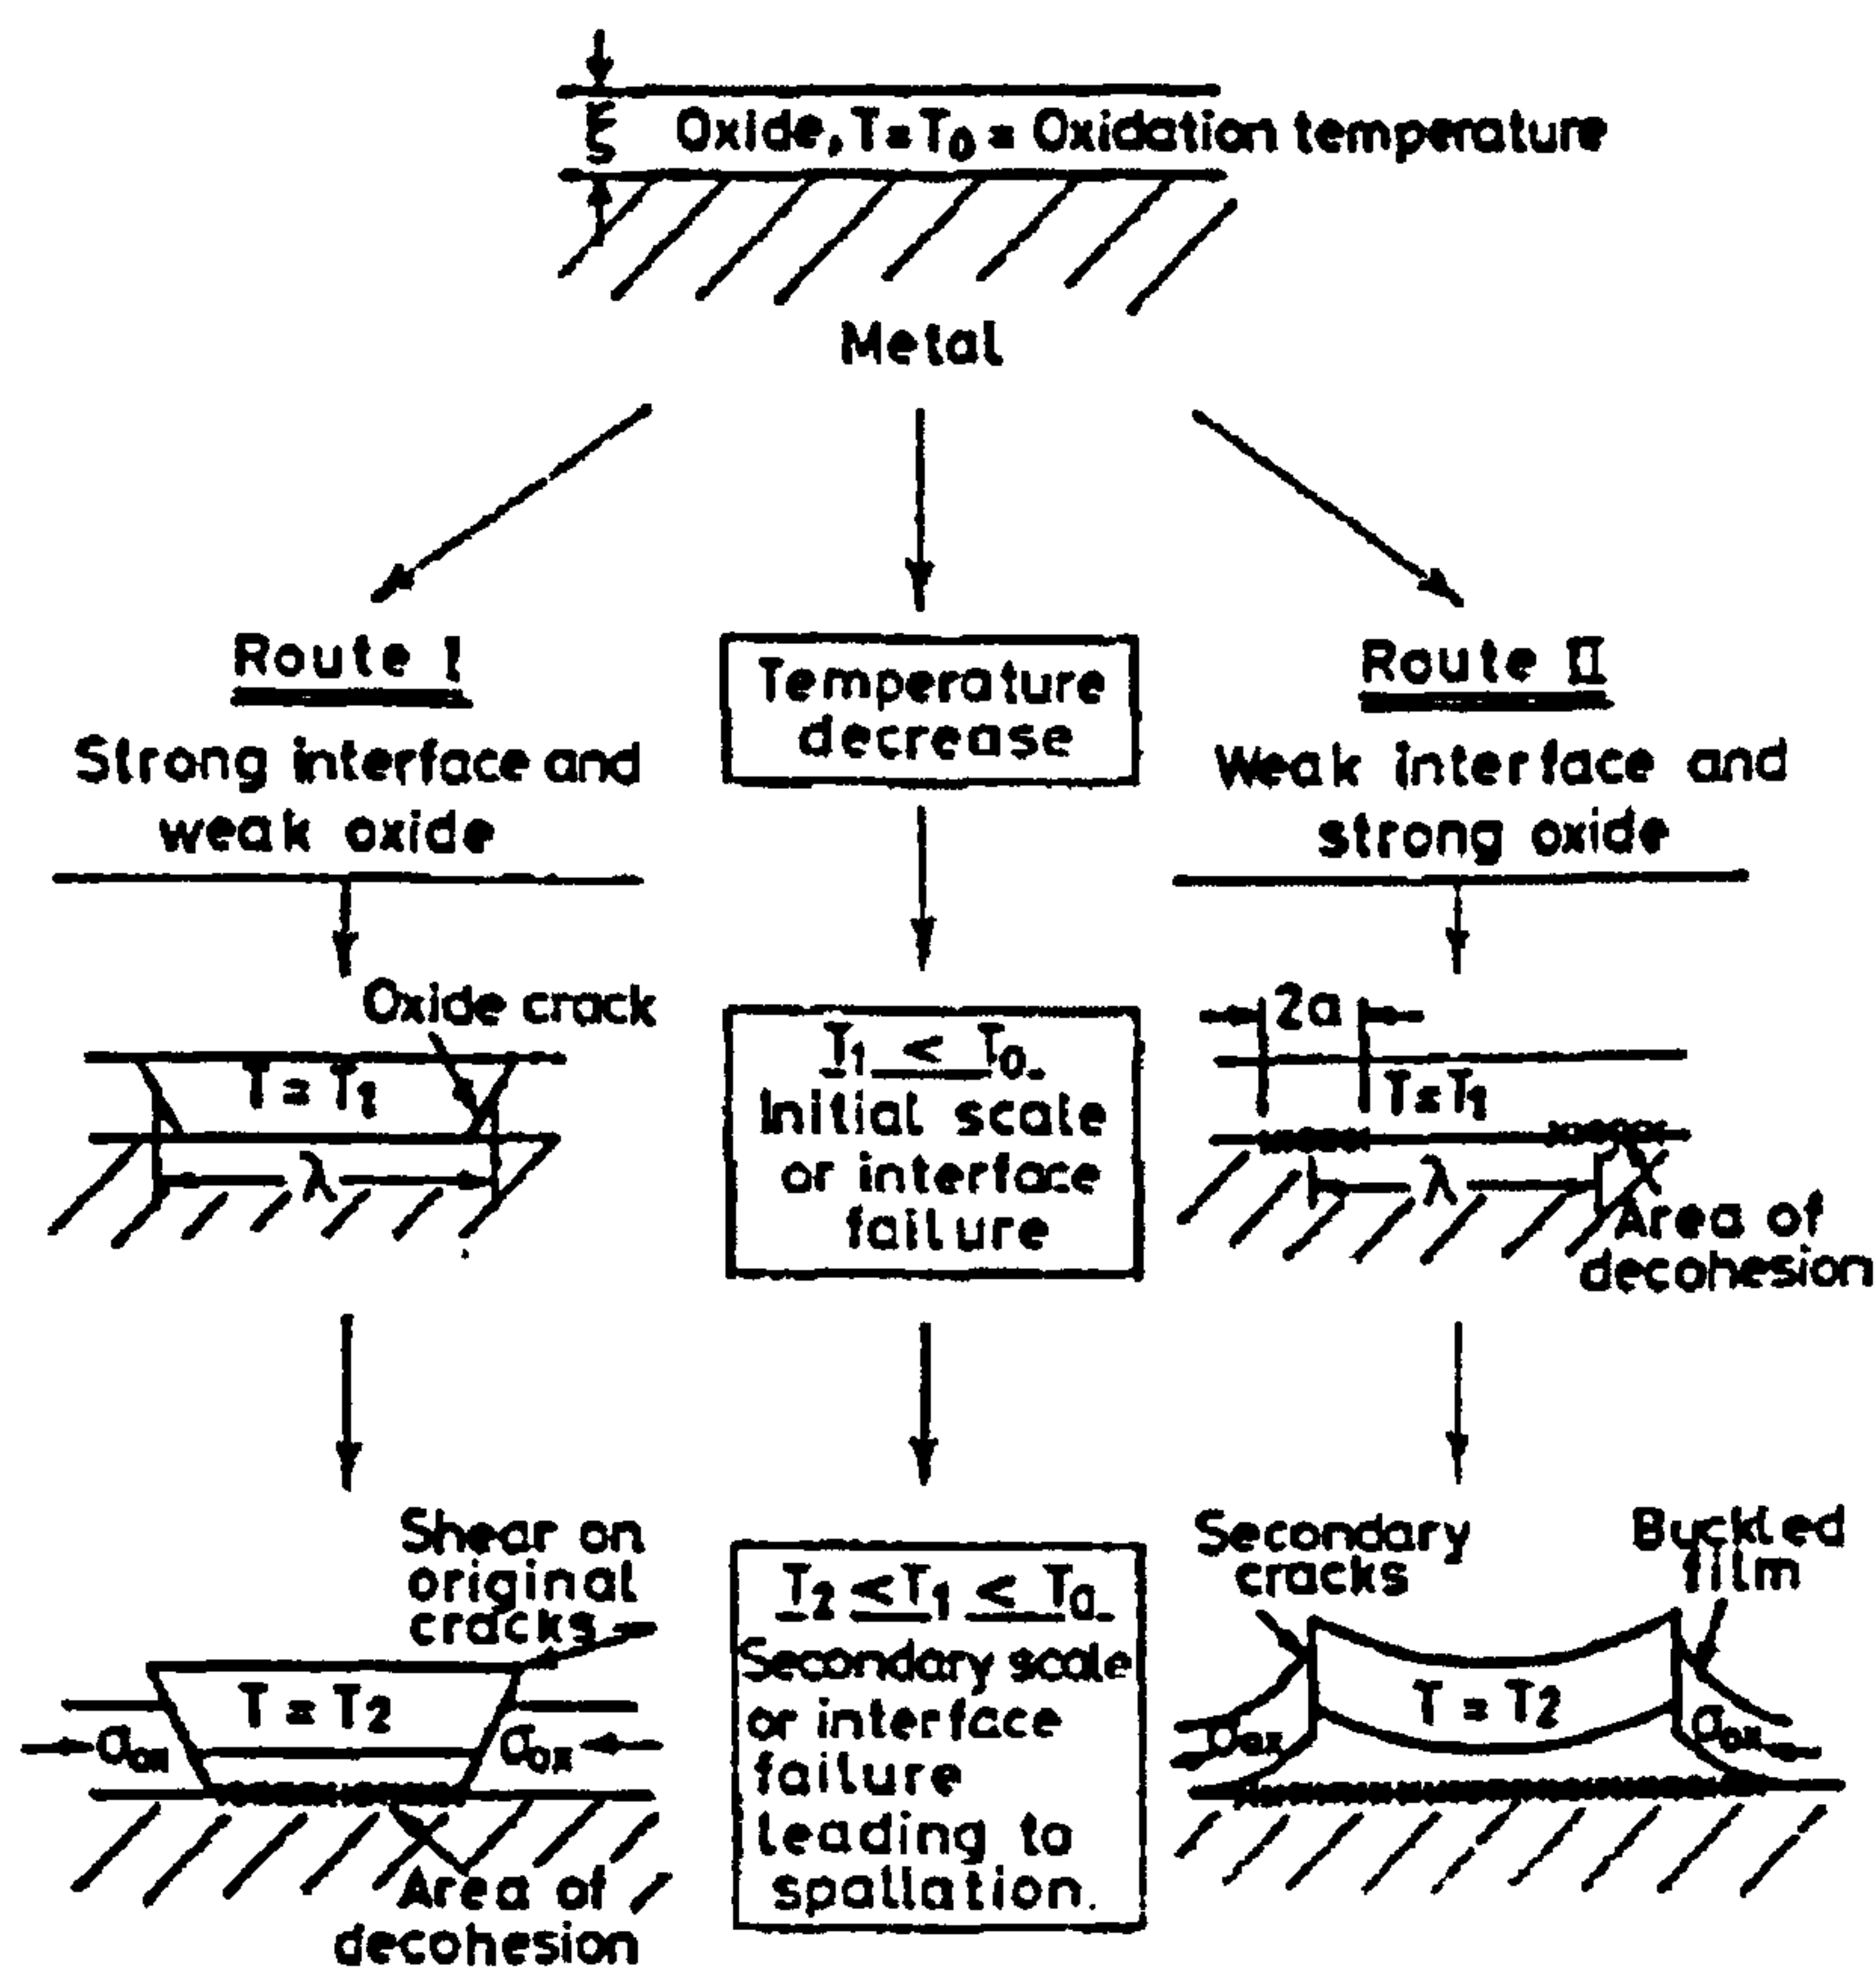 ξ Oxide, T = T0 = Oxidation temperature
Metal
Route I
Strong interface and
weak oxide
Temperature
decrease
Route II
Weak interface and
strong oxide
Oxide crack
T = T1
λ
T1 < T0
Initial scale
or interface
failure
2a
T = T1
λ
Area of
decohesion
Shear on
original
cracks
T = T2
σox
σox
Area of
decohesion
T2 < T1 < T0
Secondary scale
or interface
failure
leading to
spallation.
Secondary
cracks
Buckled
film
T = T2
σox
σox